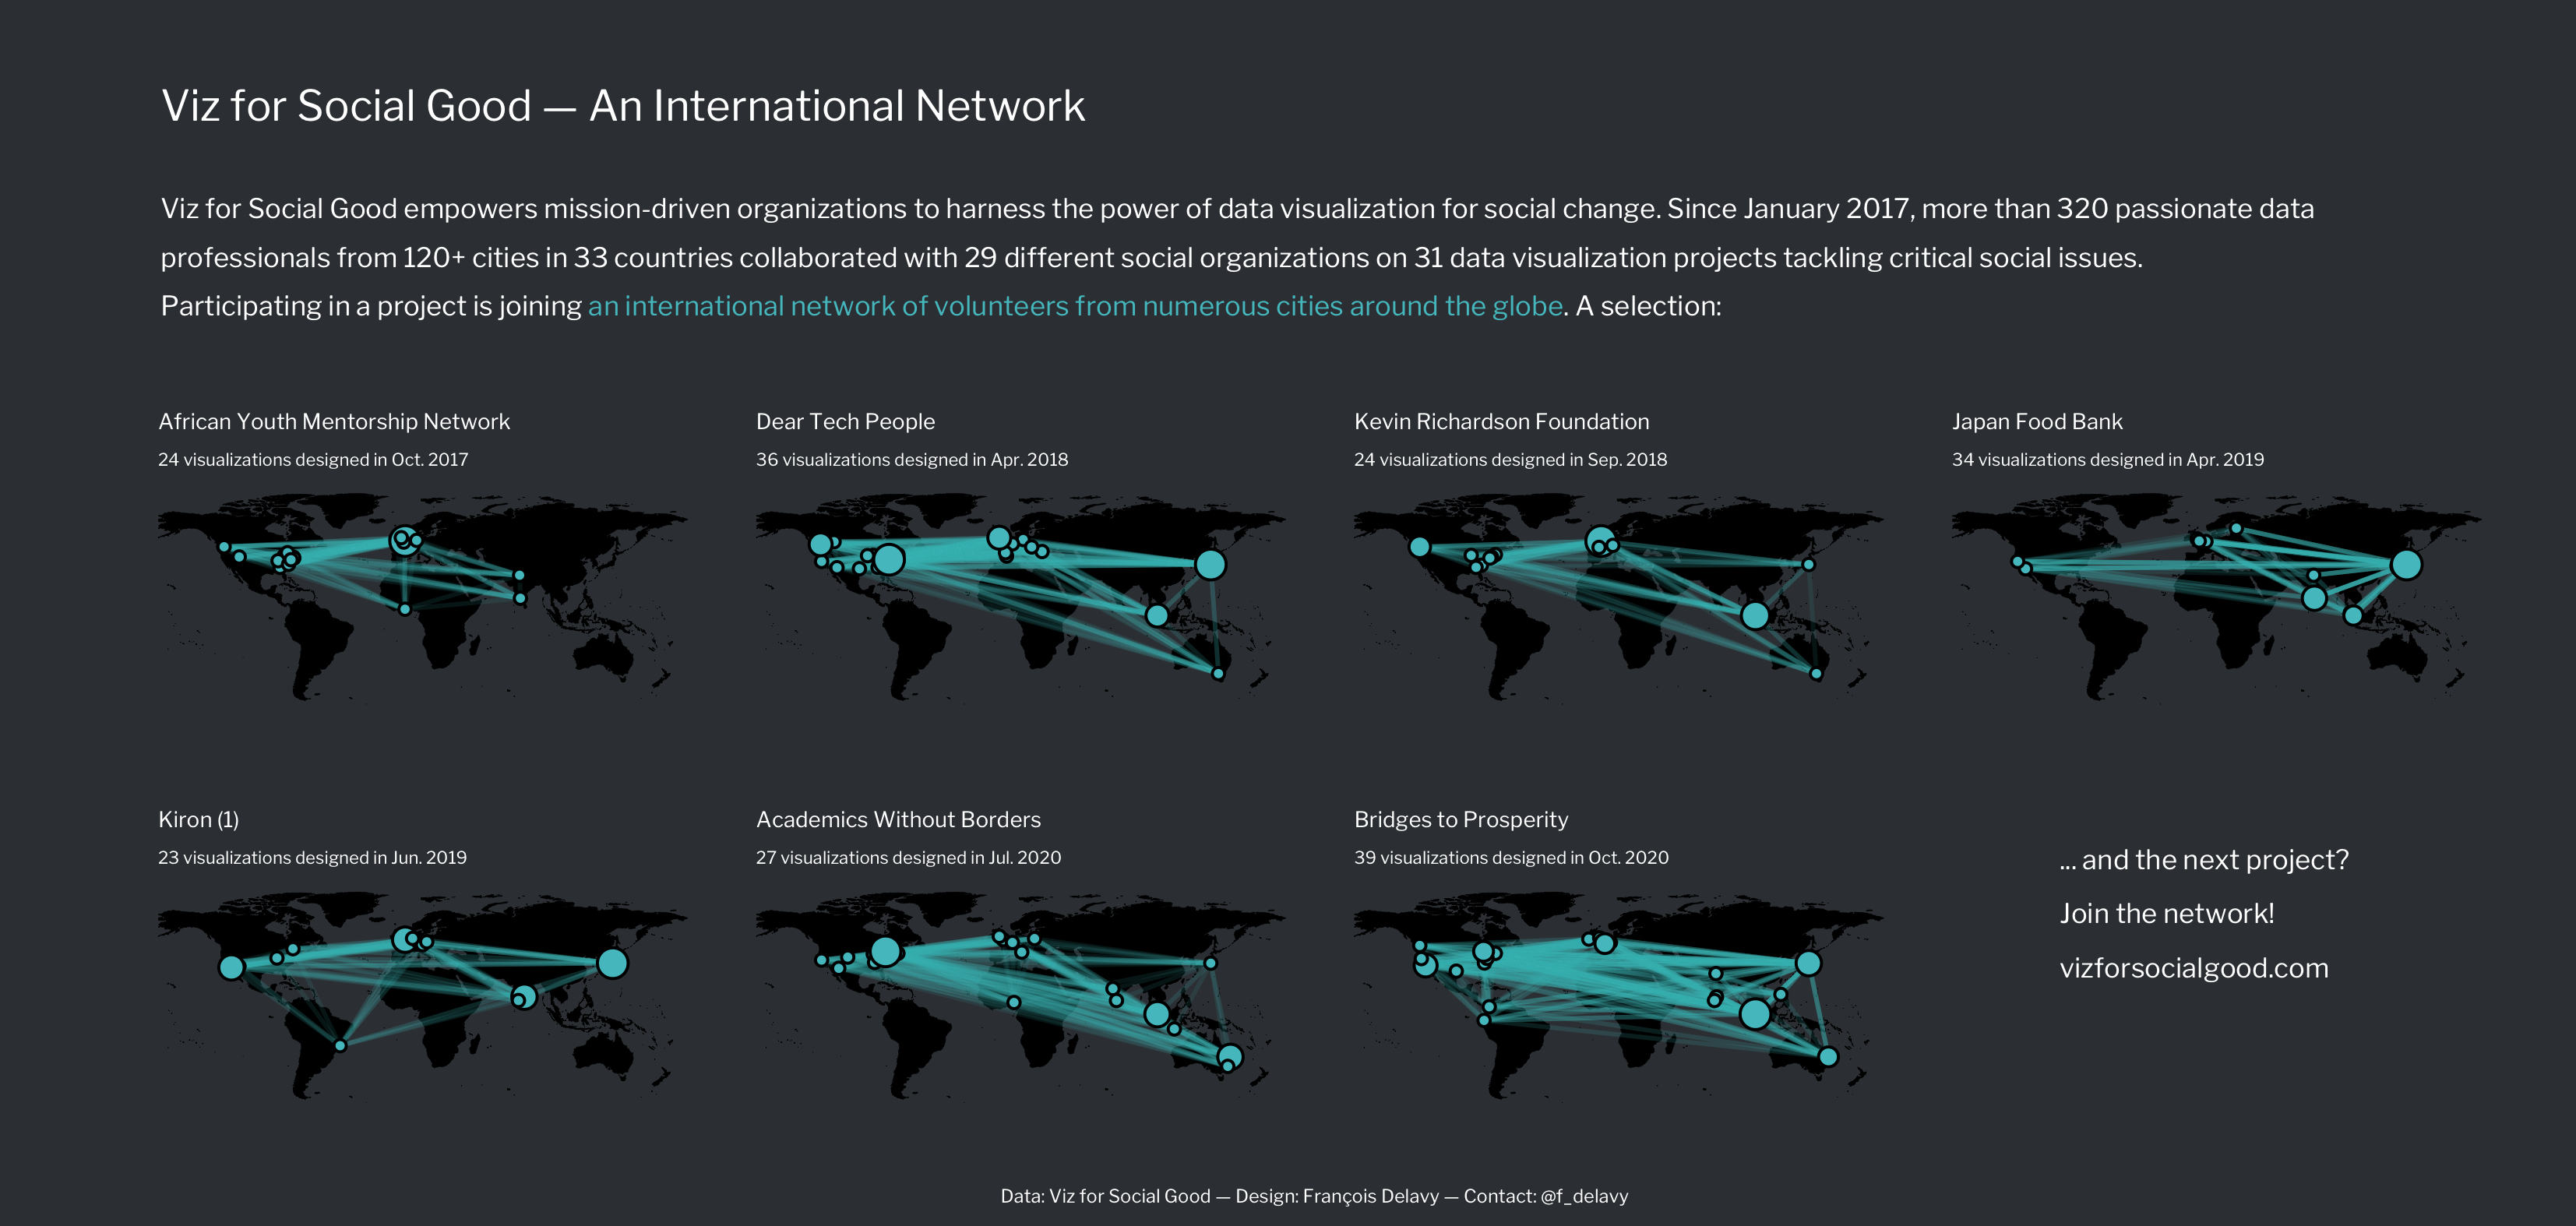 Viz for Social Good — An International Network
Viz for Social Good empowers mission-driven organizations to harness the power of data visualization for social change. Since January 2017, more than 320 passionate data
professionals from 120+ cities in 33 countries collaborated with 29 different social organizations on 31 data visualization projects tackling critical social issues.
Participating in a project is joining an international network of volunteers from numerous cities around the globe. A selection:
African Youth Mentorship Network
24 visualizations designed in Oct. 2017
Dear Tech People
36 visualizations designed in Apr. 2018
Kevin Richardson Foundation
24 visualizations designed in Sep. 2018
Japan Food Bank
34 visualizations designed in Apr. 2019
Kiron (1)
23 visualizations designed in Jun. 2019
Academics Without Borders
27 visualizations designed in Jul. 2020
Bridges to Prosperity
39 visualizations designed in Oct. 2020
... and the next project?
Join the network!
vizforsocialgood.com
Data: Viz for Social Good — Design: François Delavy — Contact: @f_delavy